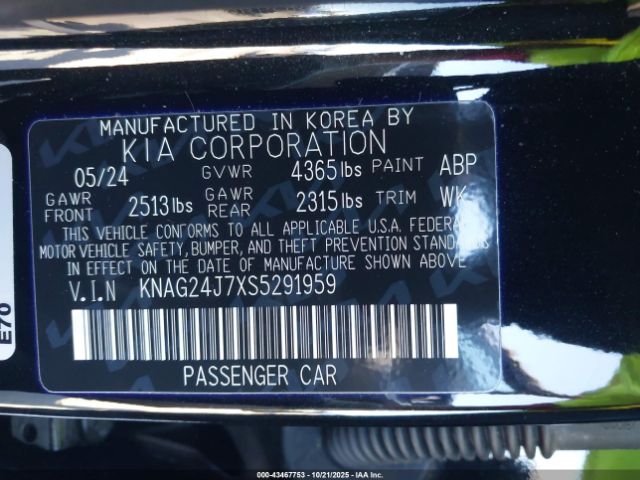 MANUFACTURED IN KOREA BY
KIA CORPORATION
05/24 GVWR 4365 lbs PAINT ABP
GAWR FRONT 2513 lbs GAWR REAR 2315 lbs TRIM WK
THIS VEHICLE CONFORMS TO ALL APPLICABLE U.S.A. FEDERAL
MOTOR VEHICLE SAFETY, BUMPER, AND THEFT PREVENTION STANDARDS
IN EFFECT ON THE DATE OF MANUFACTURE SHOWN ABOVE
V.I.N KNAG24J7XS5291959
PASSENGER CAR
E70
000-43467753 - 10/21/2025 - IAA Inc.